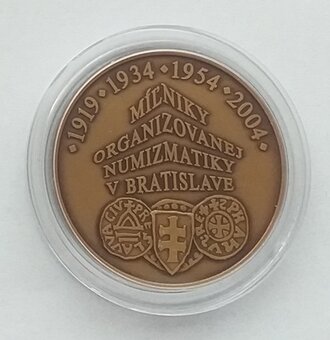 •1919•1934•1954•2004•
MÍĽNIKY
ORGANIZOVANEJ
NUMIZMATIKY
V BRATISLAVE